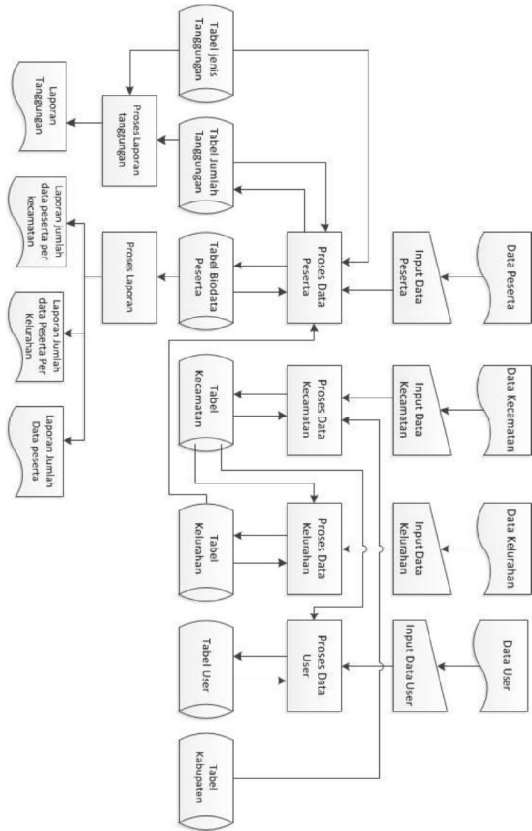 Data Peserta
Data Kecamatan
Data Kelurahan
Data User
Input Data
Peserta
Input Data
Kecamatan
Input Data
Kelurahan
Input Data User
Proses Data
Peserta
Proses Data
Kecamatan
Proses Data
Kelurahan
Proses Data
User
Tabel jenis
Tanggungan
Tabel Jumlah
Tanggungan
Tabel Biodata
Peserta
Tabel
Kecamatan
Tabel
Kelurahan
Tabel User
Tabel
Kabupaten
Proses Laporan
tanggungan
Proses Laporan
Laporan
Tanggungan
Laporan jumlah
data peserta per
kecamatan
Laporan Jumlah
data Peserta Per
Kelurahan
Laporan Jumlah
Data peserta